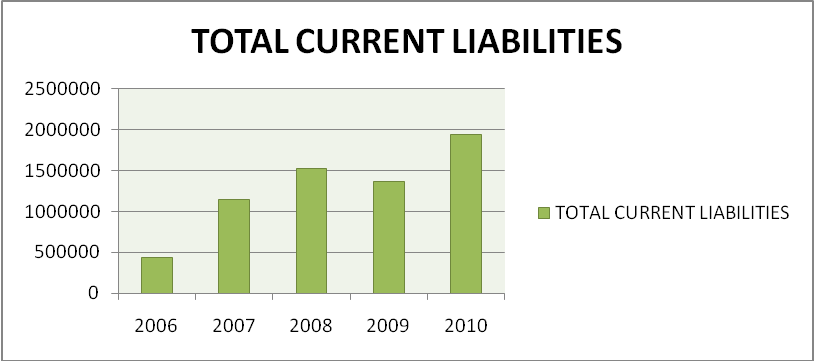 TOTAL CURRENT LIABILITIES
2500000
2000000
1500000
1000000
500000
0
2006 2007 2008 2009 2010
TOTAL CURRENT LIABILITIES